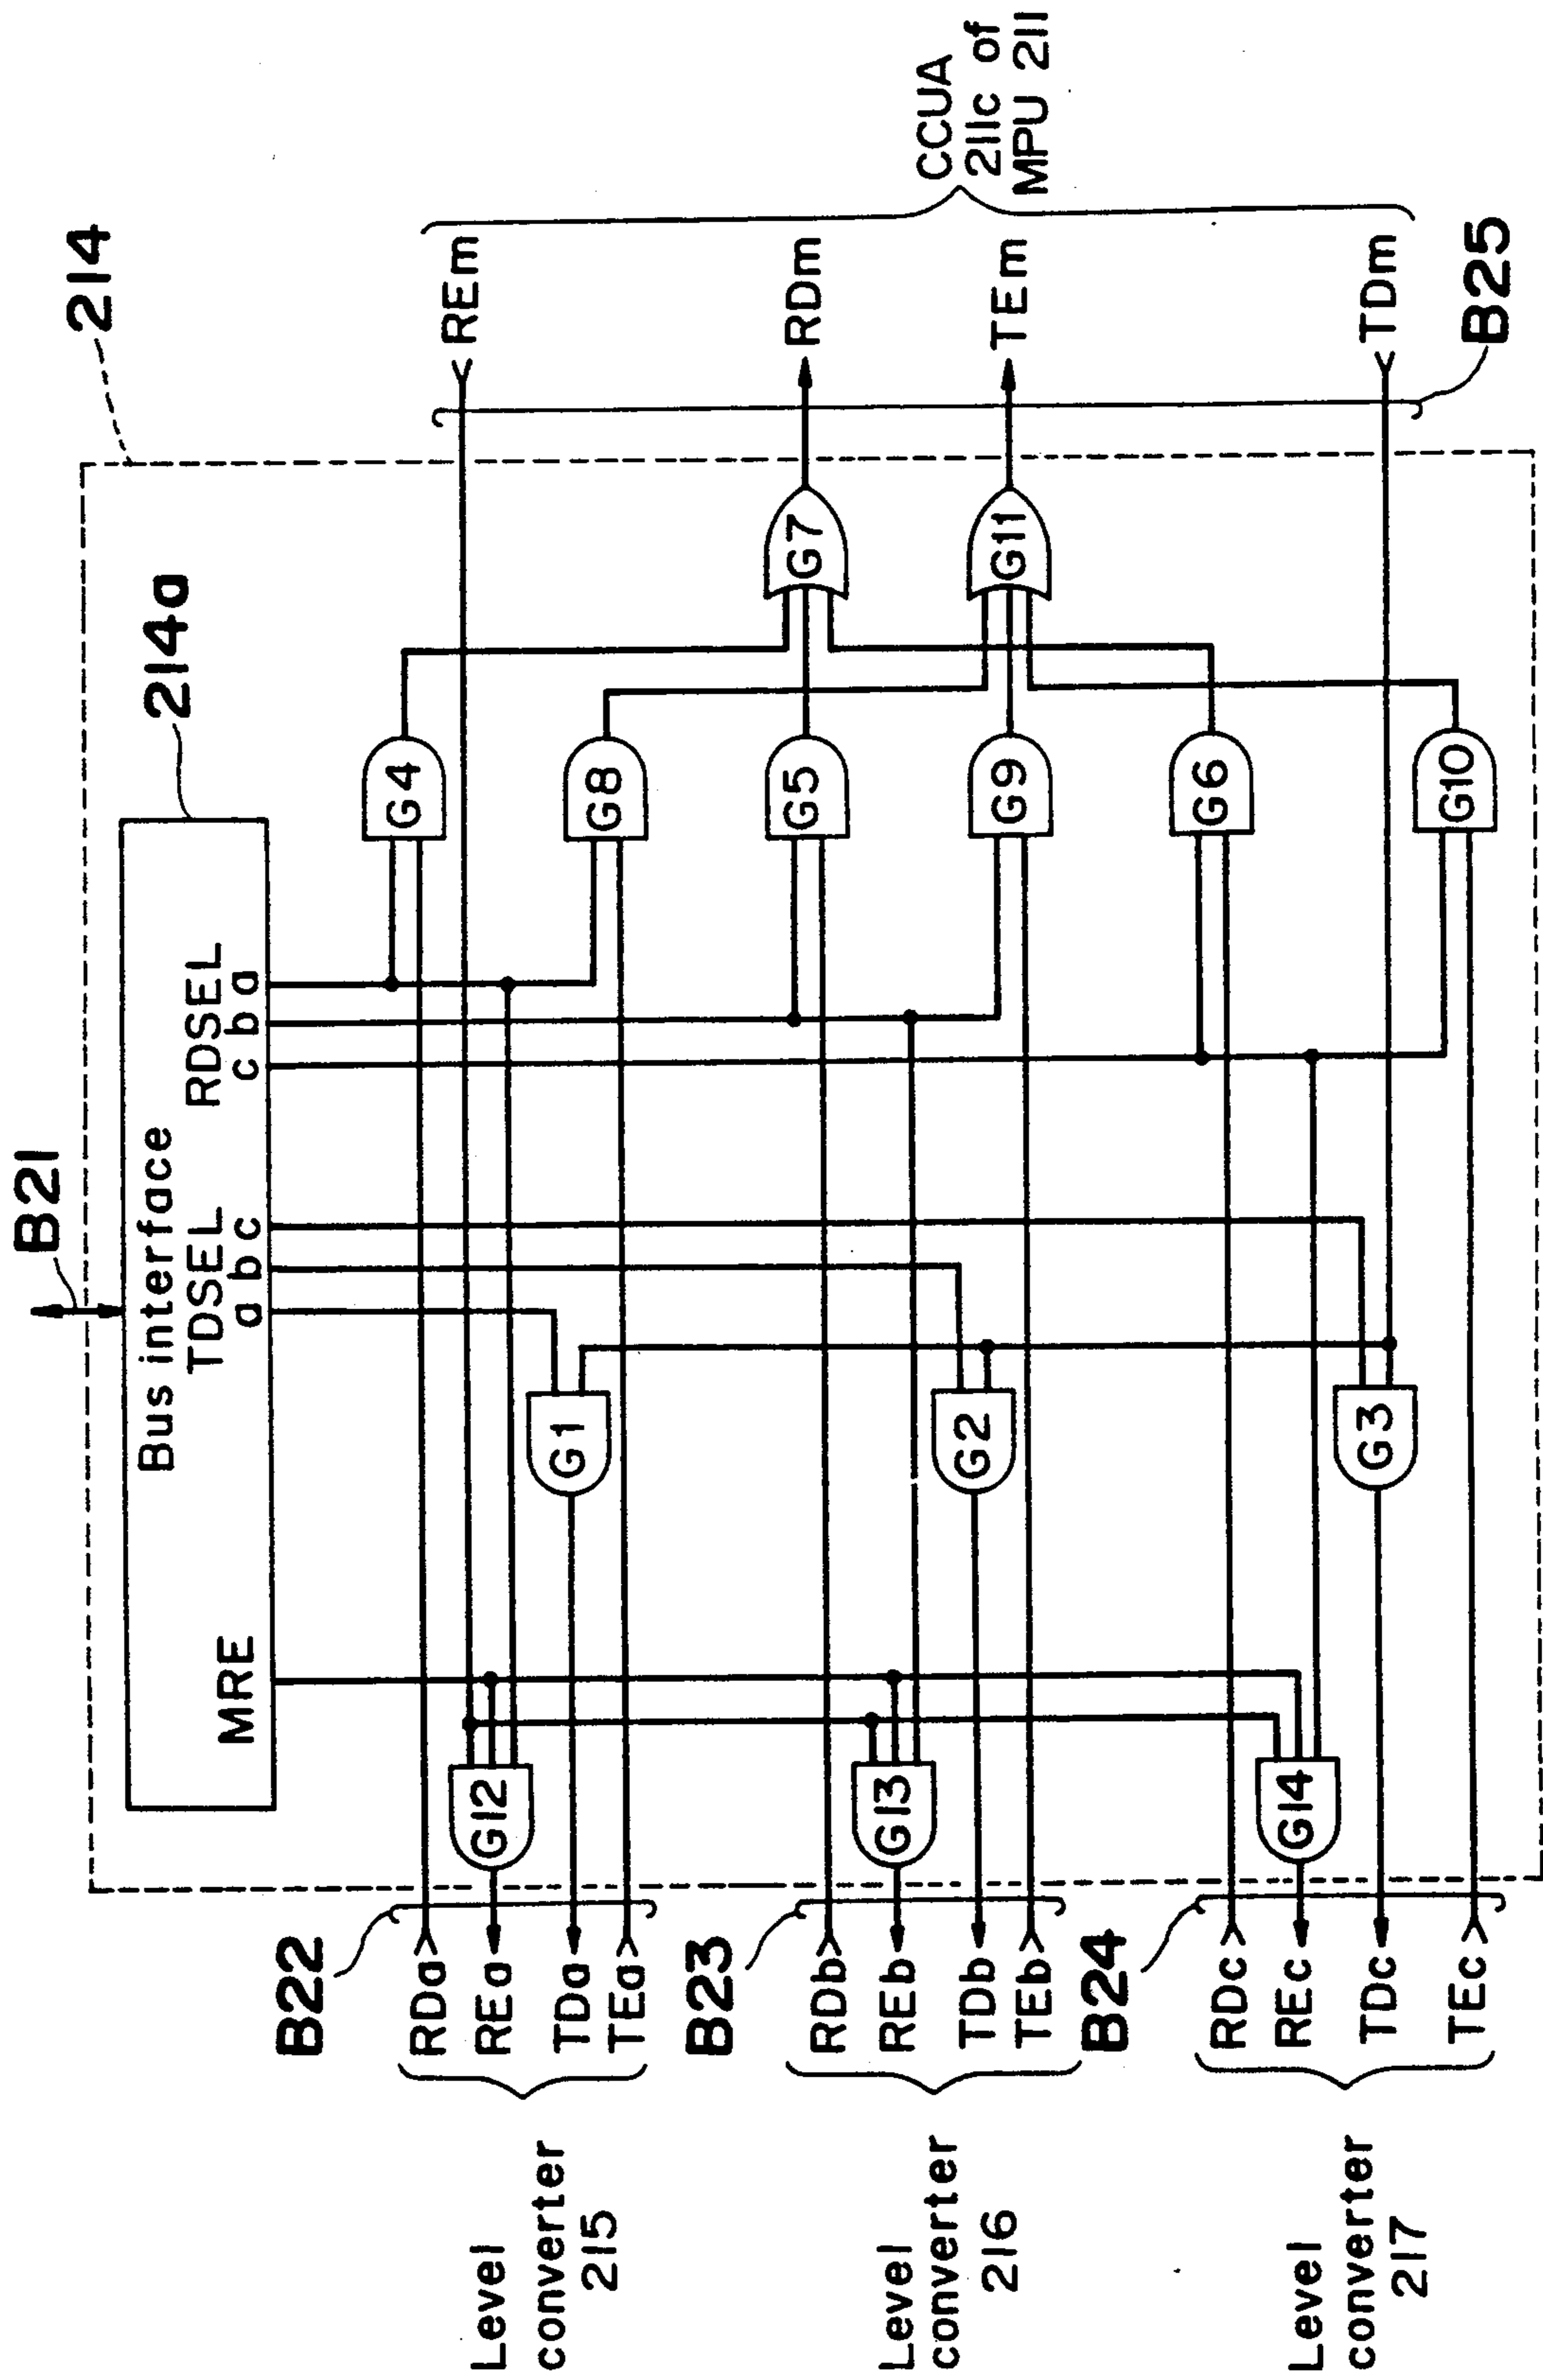 B21
214
214a
Bus interface
MRE
TDSEL
a b c
RDSEL
c b a
B22
RDa
REa
TDa
TEa
Level
converter
215
B23
RDb
REb
TDb
TEb
Level
converter
216
B24
RDc
REc
TDc
TEc
Level
converter
217
G12
G1
G4
G8
G13
G2
G5
G9
G14
G3
G6
G10
G7
G11
REm
RDm
TEm
TDm
B25
CCUA
211c of
MPU 211